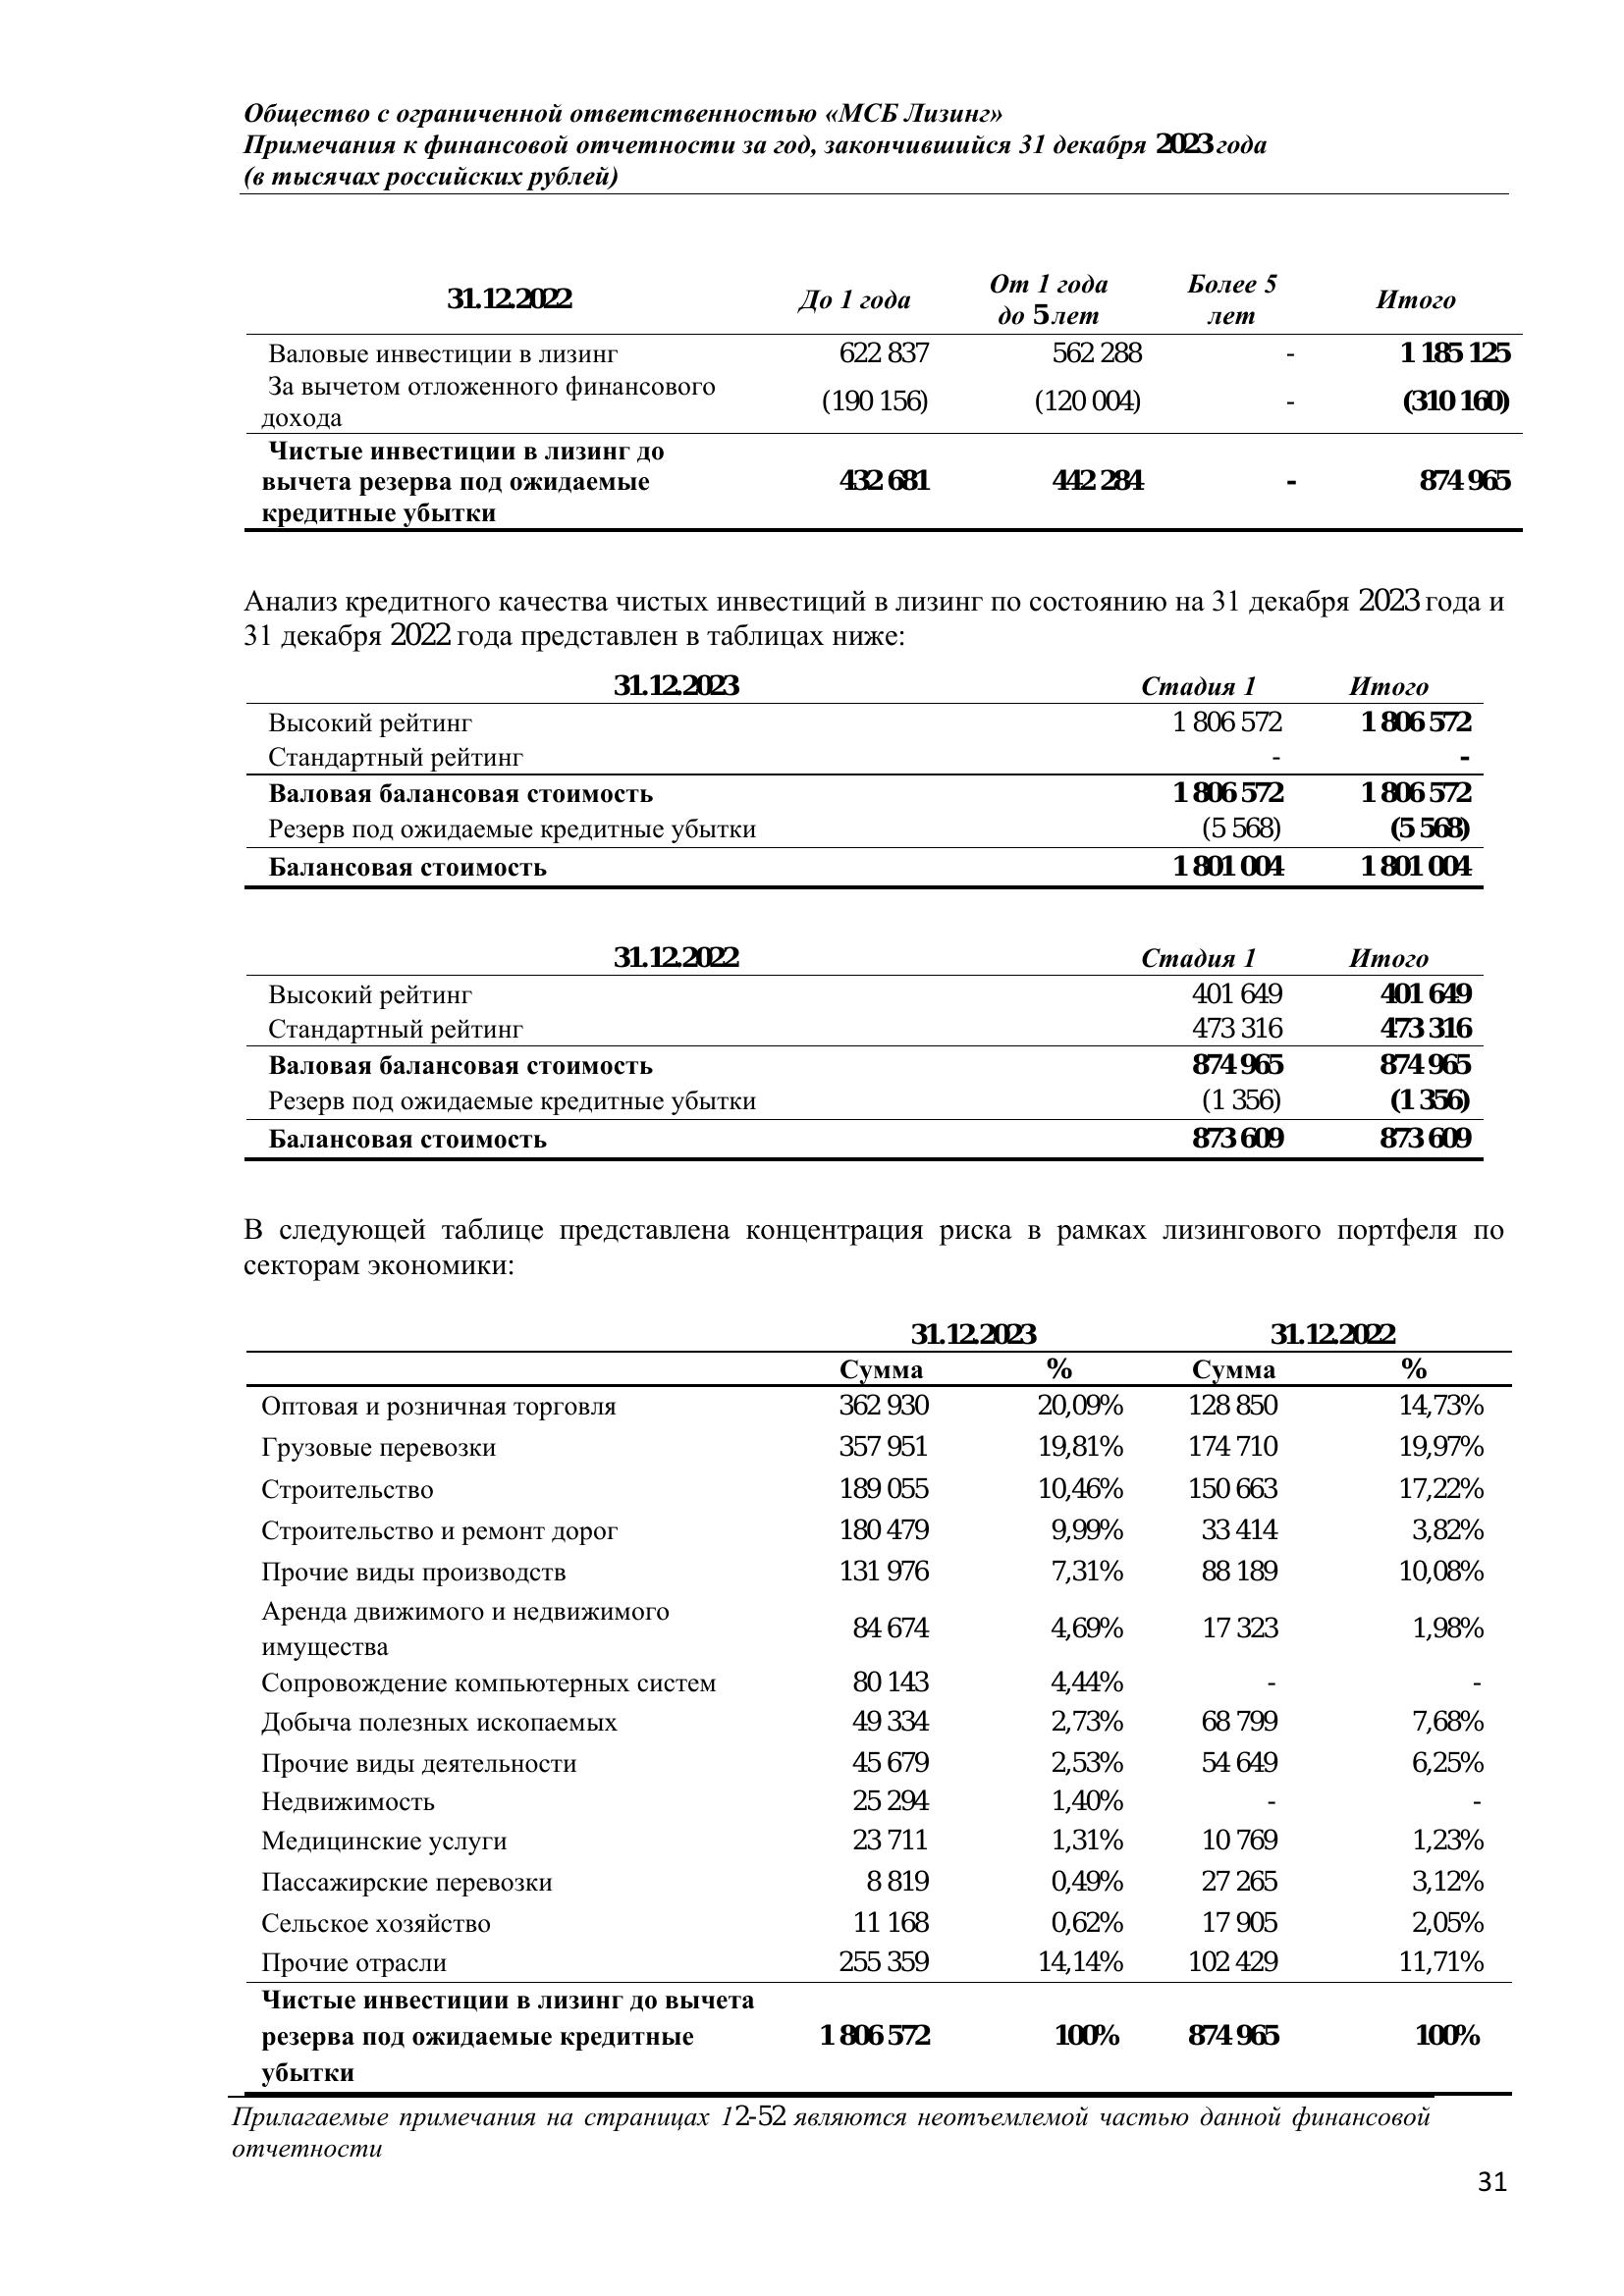 Общество с ограниченной ответственностью «МСБ Лизинг»
Примечания к финансовой отчетности за год, закончившийся 31 декабря 2023 года
(в тысячах российских рублей)
31.12.2022 До 1 года От 1 года до 5 лет Более 5 лет Итого
Валовые инвестиции в лизинг 622 837 562 288 - 1 185 125
За вычетом отложенного финансового
дохода (190 156) (120 004) - (310 160)
Чистые инвестиции в лизинг до
вычета резерва под ожидаемые 432 681 442 284 - 874 965
кредитные убытки
Анализ кредитного качества чистых инвестиций в лизинг по состоянию на 31 декабря 2023 года и
31 декабря 2022 года представлен в таблицах ниже:
31.12.2023 Стадия 1 Итого
Высокий рейтинг 1 806 572 1 806 572
Стандартный рейтинг - -
Валовая балансовая стоимость 1 806 572 1 806 572
Резерв под ожидаемые кредитные убытки (5 568) (5 568)
Балансовая стоимость 1 801 004 1 801 004
31.12.2022 Стадия 1 Итого
Высокий рейтинг 401 649 401 649
Стандартный рейтинг 473 316 473 316
Валовая балансовая стоимость 874 965 874 965
Резерв под ожидаемые кредитные убытки (1 356) (1 356)
Балансовая стоимость 873 609 873 609
В следующей таблице представлена концентрация риска в рамках лизингового портфеля по
секторам экономики:
31.12.2023 31.12.2022
Сумма % Сумма %
Оптовая и розничная торговля 362 930 20,09% 128 850 14,73%
Грузовые перевозки 357 951 19,81% 174 710 19,97%
Строительство 189 055 10,46% 150 663 17,22%
Строительство и ремонт дорог 180 479 9,99% 33 414 3,82%
Прочие виды производств 131 976 7,31% 88 189 10,08%
Аренда движимого и недвижимого
имущества 84 674 4,69% 17 323 1,98%
Сопровождение компьютерных систем 80 143 4,44% - -
Добыча полезных ископаемых 49 334 2,73% 68 799 7,68%
Прочие виды деятельности 45 679 2,53% 54 649 6,25%
Недвижимость 25 294 1,40% - -
Медицинские услуги 23 711 1,31% 10 769 1,23%
Пассажирские перевозки 8 819 0,49% 27 265 3,12%
Сельское хозяйство 11 168 0,62% 17 905 2,05%
Прочие отрасли 255 359 14,14% 102 429 11,71%
Чистые инвестиции в лизинг до вычета
резерва под ожидаемые кредитные 1 806 572 100% 874 965 100%
убытки
Прилагаемые примечания на страницах 12-52 являются неотъемлемой частью данной финансовой
отчетности
31